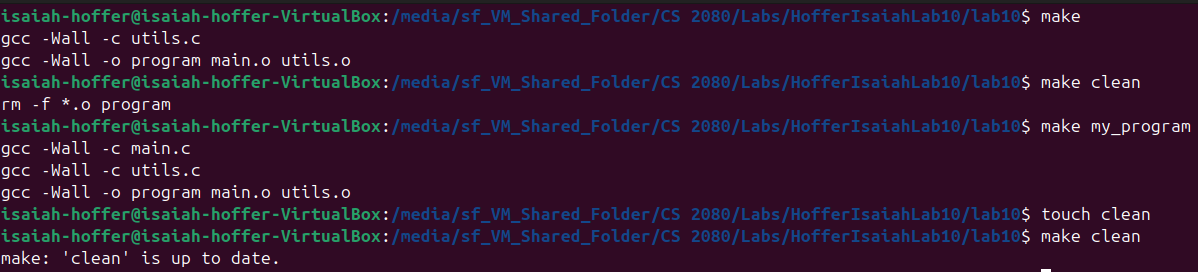 isaiah-hoffer@isaiah-hoffer-VirtualBox:/media/sf_VM_Shared_Folder/CS 2080/Labs/HofferIsaiahLab10/lab10$ make
gcc -Wall -c utils.c
gcc -Wall -o program main.o utils.o
isaiah-hoffer@isaiah-hoffer-VirtualBox:/media/sf_VM_Shared_Folder/CS 2080/Labs/HofferIsaiahLab10/lab10$ make clean
rm -f *.o program
isaiah-hoffer@isaiah-hoffer-VirtualBox:/media/sf_VM_Shared_Folder/CS 2080/Labs/HofferIsaiahLab10/lab10$ make my_program
gcc -Wall -c main.c
gcc -Wall -c utils.c
gcc -Wall -o program main.o utils.o
isaiah-hoffer@isaiah-hoffer-VirtualBox:/media/sf_VM_Shared_Folder/CS 2080/Labs/HofferIsaiahLab10/lab10$ touch clean
isaiah-hoffer@isaiah-hoffer-VirtualBox:/media/sf_VM_Shared_Folder/CS 2080/Labs/HofferIsaiahLab10/lab10$ make clean
make: 'clean' is up to date.